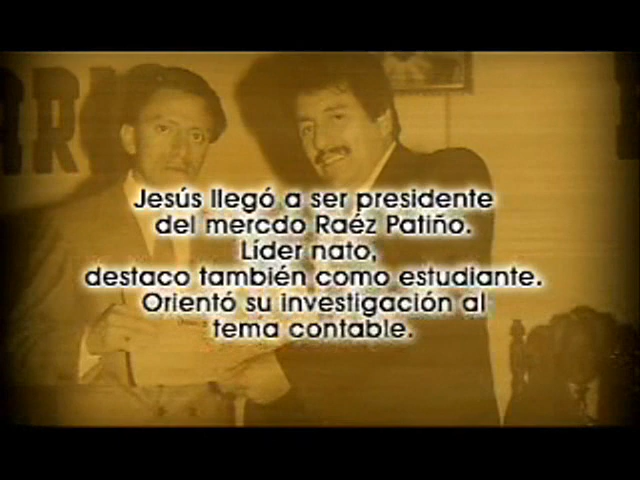 Jesús llegó a ser presidente
del mercdo Raéz Patiño.
Líder nato,
destaco también como estudiante.
Orientó su investigación al
tema contable.